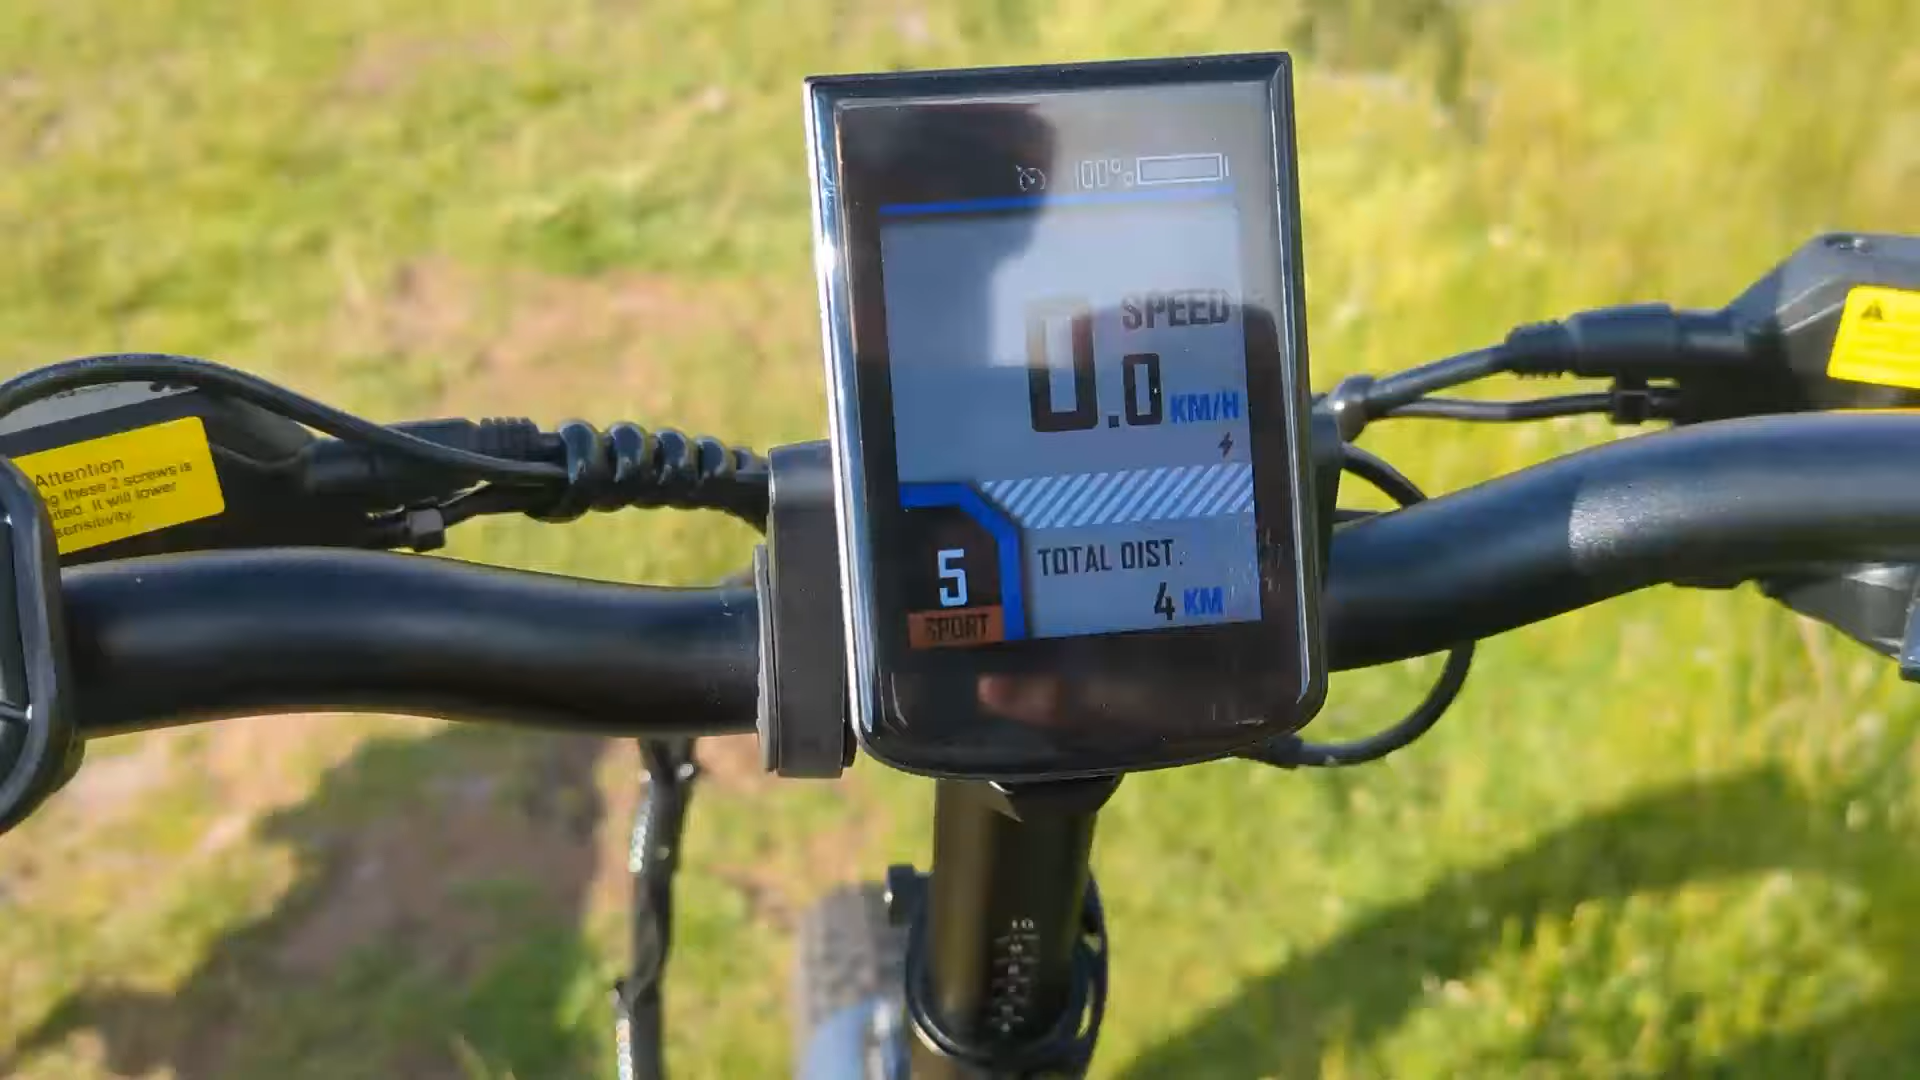 100%
SPEED
0.0 KM/H
5
SPORT
TOTAL DIST:
4 KM
Attention
these 2 screws is
It will lower
sensitivity.
10